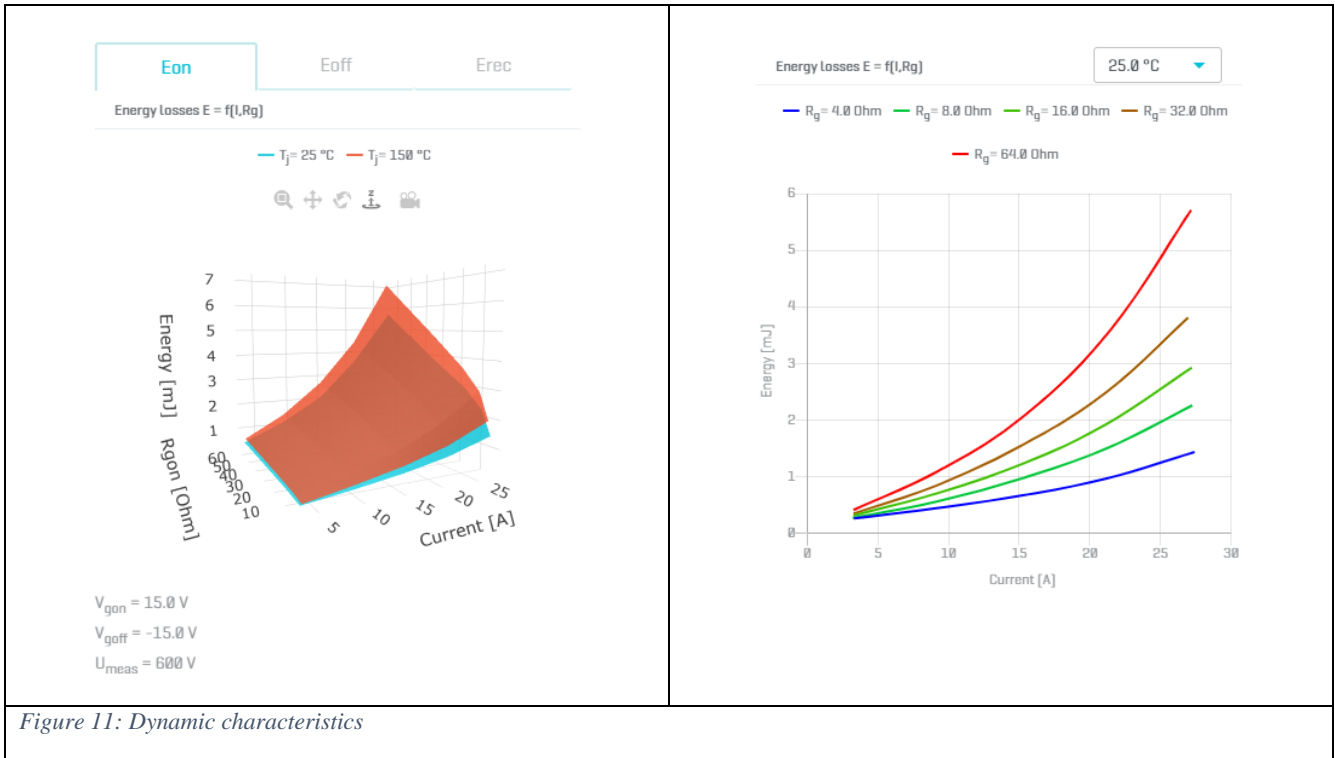 Eon Eoff Erec
Energy losses E = f(I,Rg)
Tj= 25 °C Tj= 150 °C
Z
7
6
5
4
3
2
1
Energy [mJ]
60
50
40
30
20
10
Rgon [Ohm]
5
10
15
20
25
Current [A]
Vgon = 15.0 V
Vgoff = -15.0 V
Umeas = 600 V
Energy losses E = f(I,Rg) 25.0 °C
Rg= 4.0 Ohm Rg= 8.0 Ohm Rg= 16.0 Ohm Rg= 32.0 Ohm
Rg= 64.0 Ohm
6
5
4
3
2
1
0
Energy [mJ]
0 5 10 15 20 25 30
Current [A]
Figure 11: Dynamic characteristics